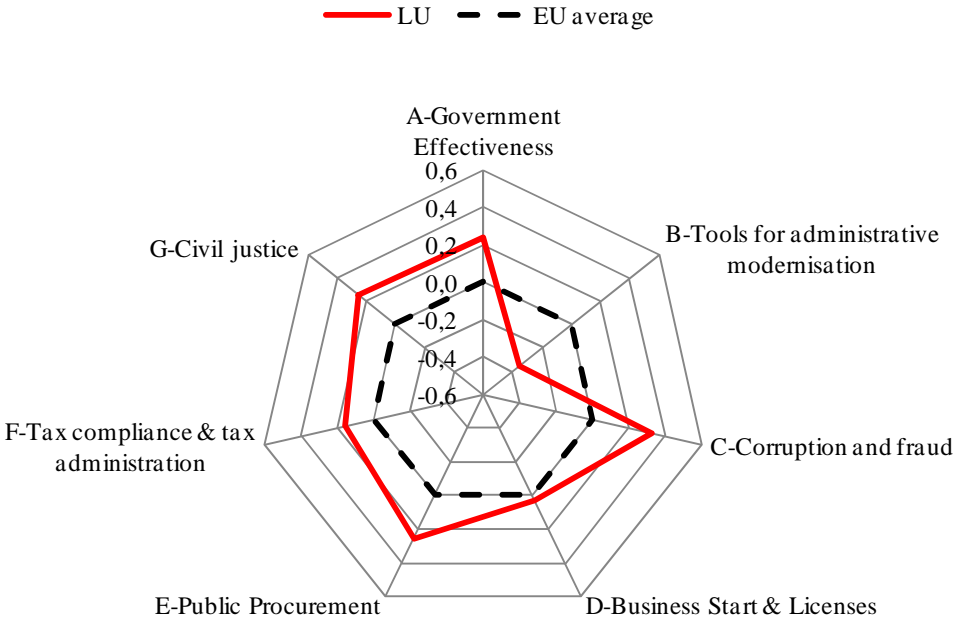 LU
EU average
A-Government
Effectiveness
0,6
0,4
0,2
0,0
-0,2
-0,4
-0,6
B-Tools for administrative
modernisation
C-Corruption and fraud
D-Business Start & Licenses
E-Public Procurement
F-Tax compliance & tax
administration
G-Civil justice